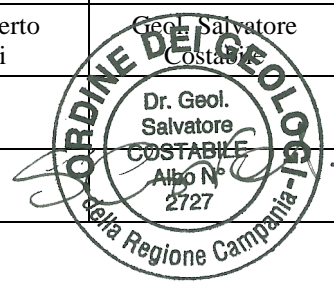 erto
i
Geol. Salvatore
Costabile
ORDINE DEI GEOLOGI
Dr. Geol.
Salvatore
COSTABILE
Albo N°
2727
della Regione Campania